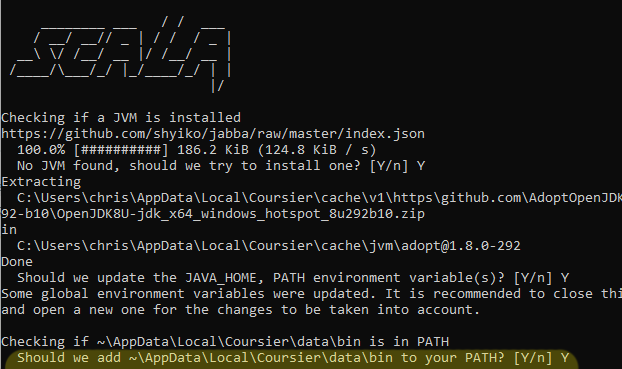 SCALA
Checking if a JVM is installed
https://github.com/shyiko/jabba/raw/master/index.json
100.0% [##########] 186.2 KiB (124.8 KiB / s)
No JVM found, should we try to install one? [Y/n] Y
Extracting
C:\Users\chris\AppData\Local\Coursier\cache\v1\https\github.com\AdoptOpenJDK
92-b10\OpenJDK8U-jdk_x64_windows_hotspot_8u292b10.zip
in
C:\Users\chris\AppData\Local\Coursier\cache\jvm\adopt@1.8.0-292
Done
Should we update the JAVA_HOME, PATH environment variable(s)? [Y/n] Y
Some global environment variables were updated. It is recommended to close thi
and open a new one for the changes to be taken into account.
Checking if ~\AppData\Local\Coursier\data\bin is in PATH
Should we add ~\AppData\Local\Coursier\data\bin to your PATH? [Y/n] Y